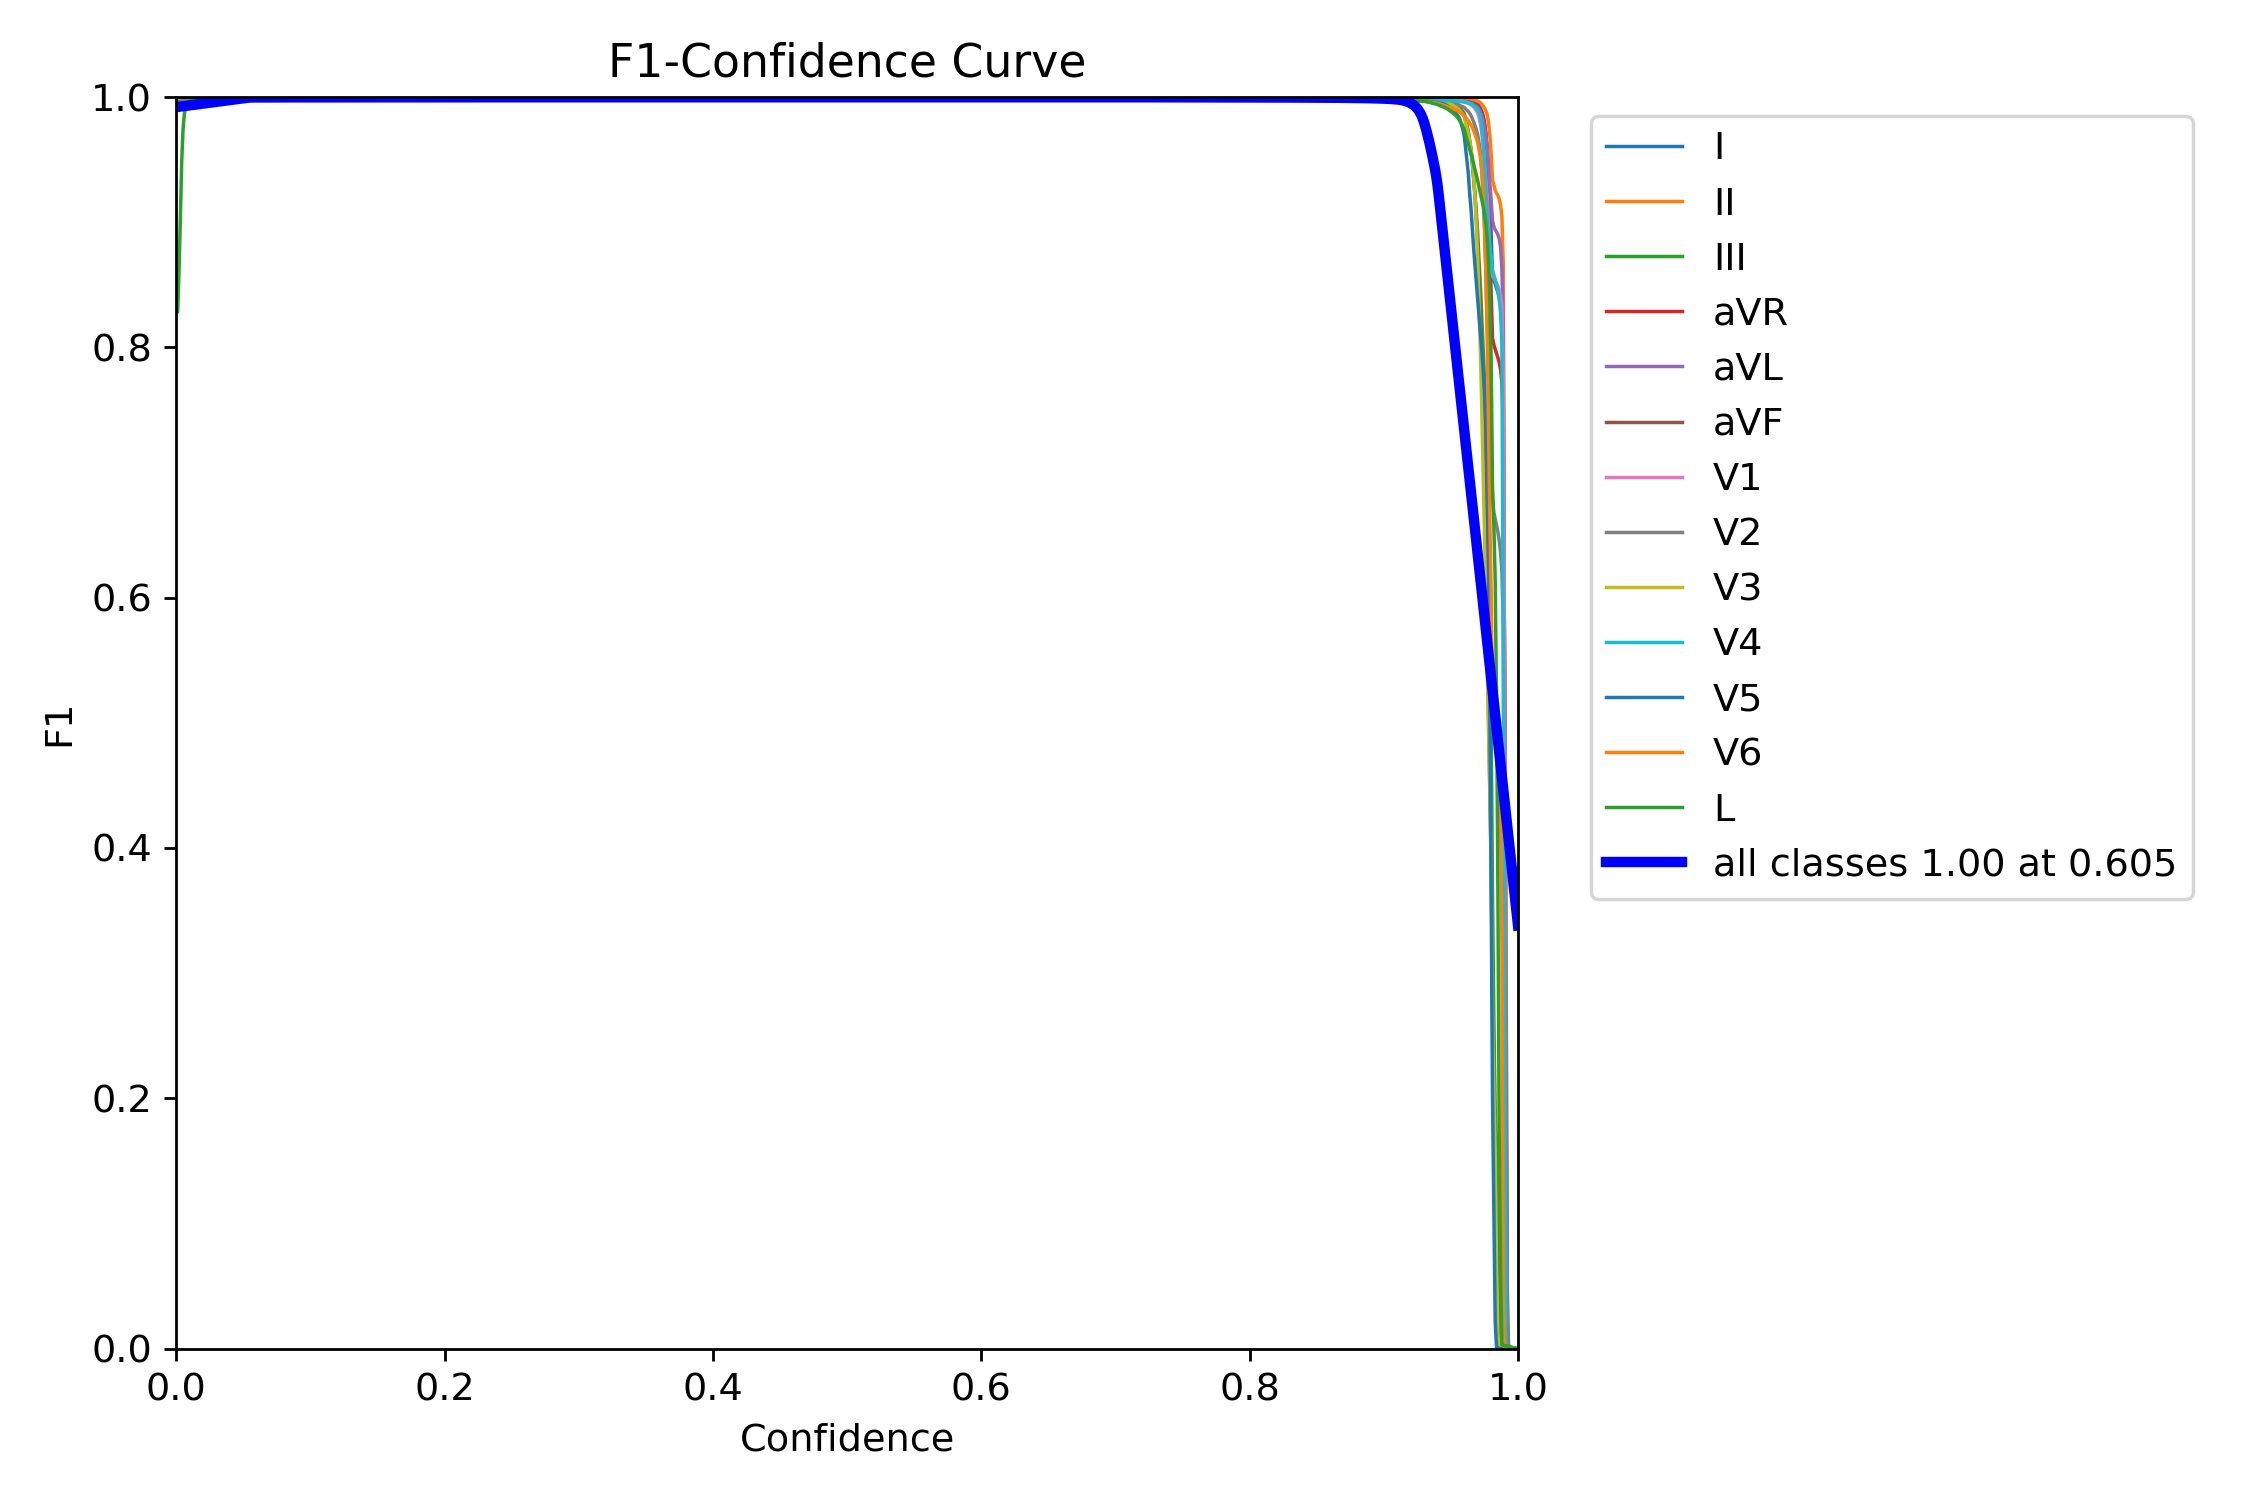 F1-Confidence Curve
1.0
0.8
0.6
0.4
0.2
0.0
F1
0.0 0.2 0.4 0.6 0.8 1.0
Confidence
I
II
III
aVR
aVL
aVF
V1
V2
V3
V4
V5
V6
L
all classes 1.00 at 0.605